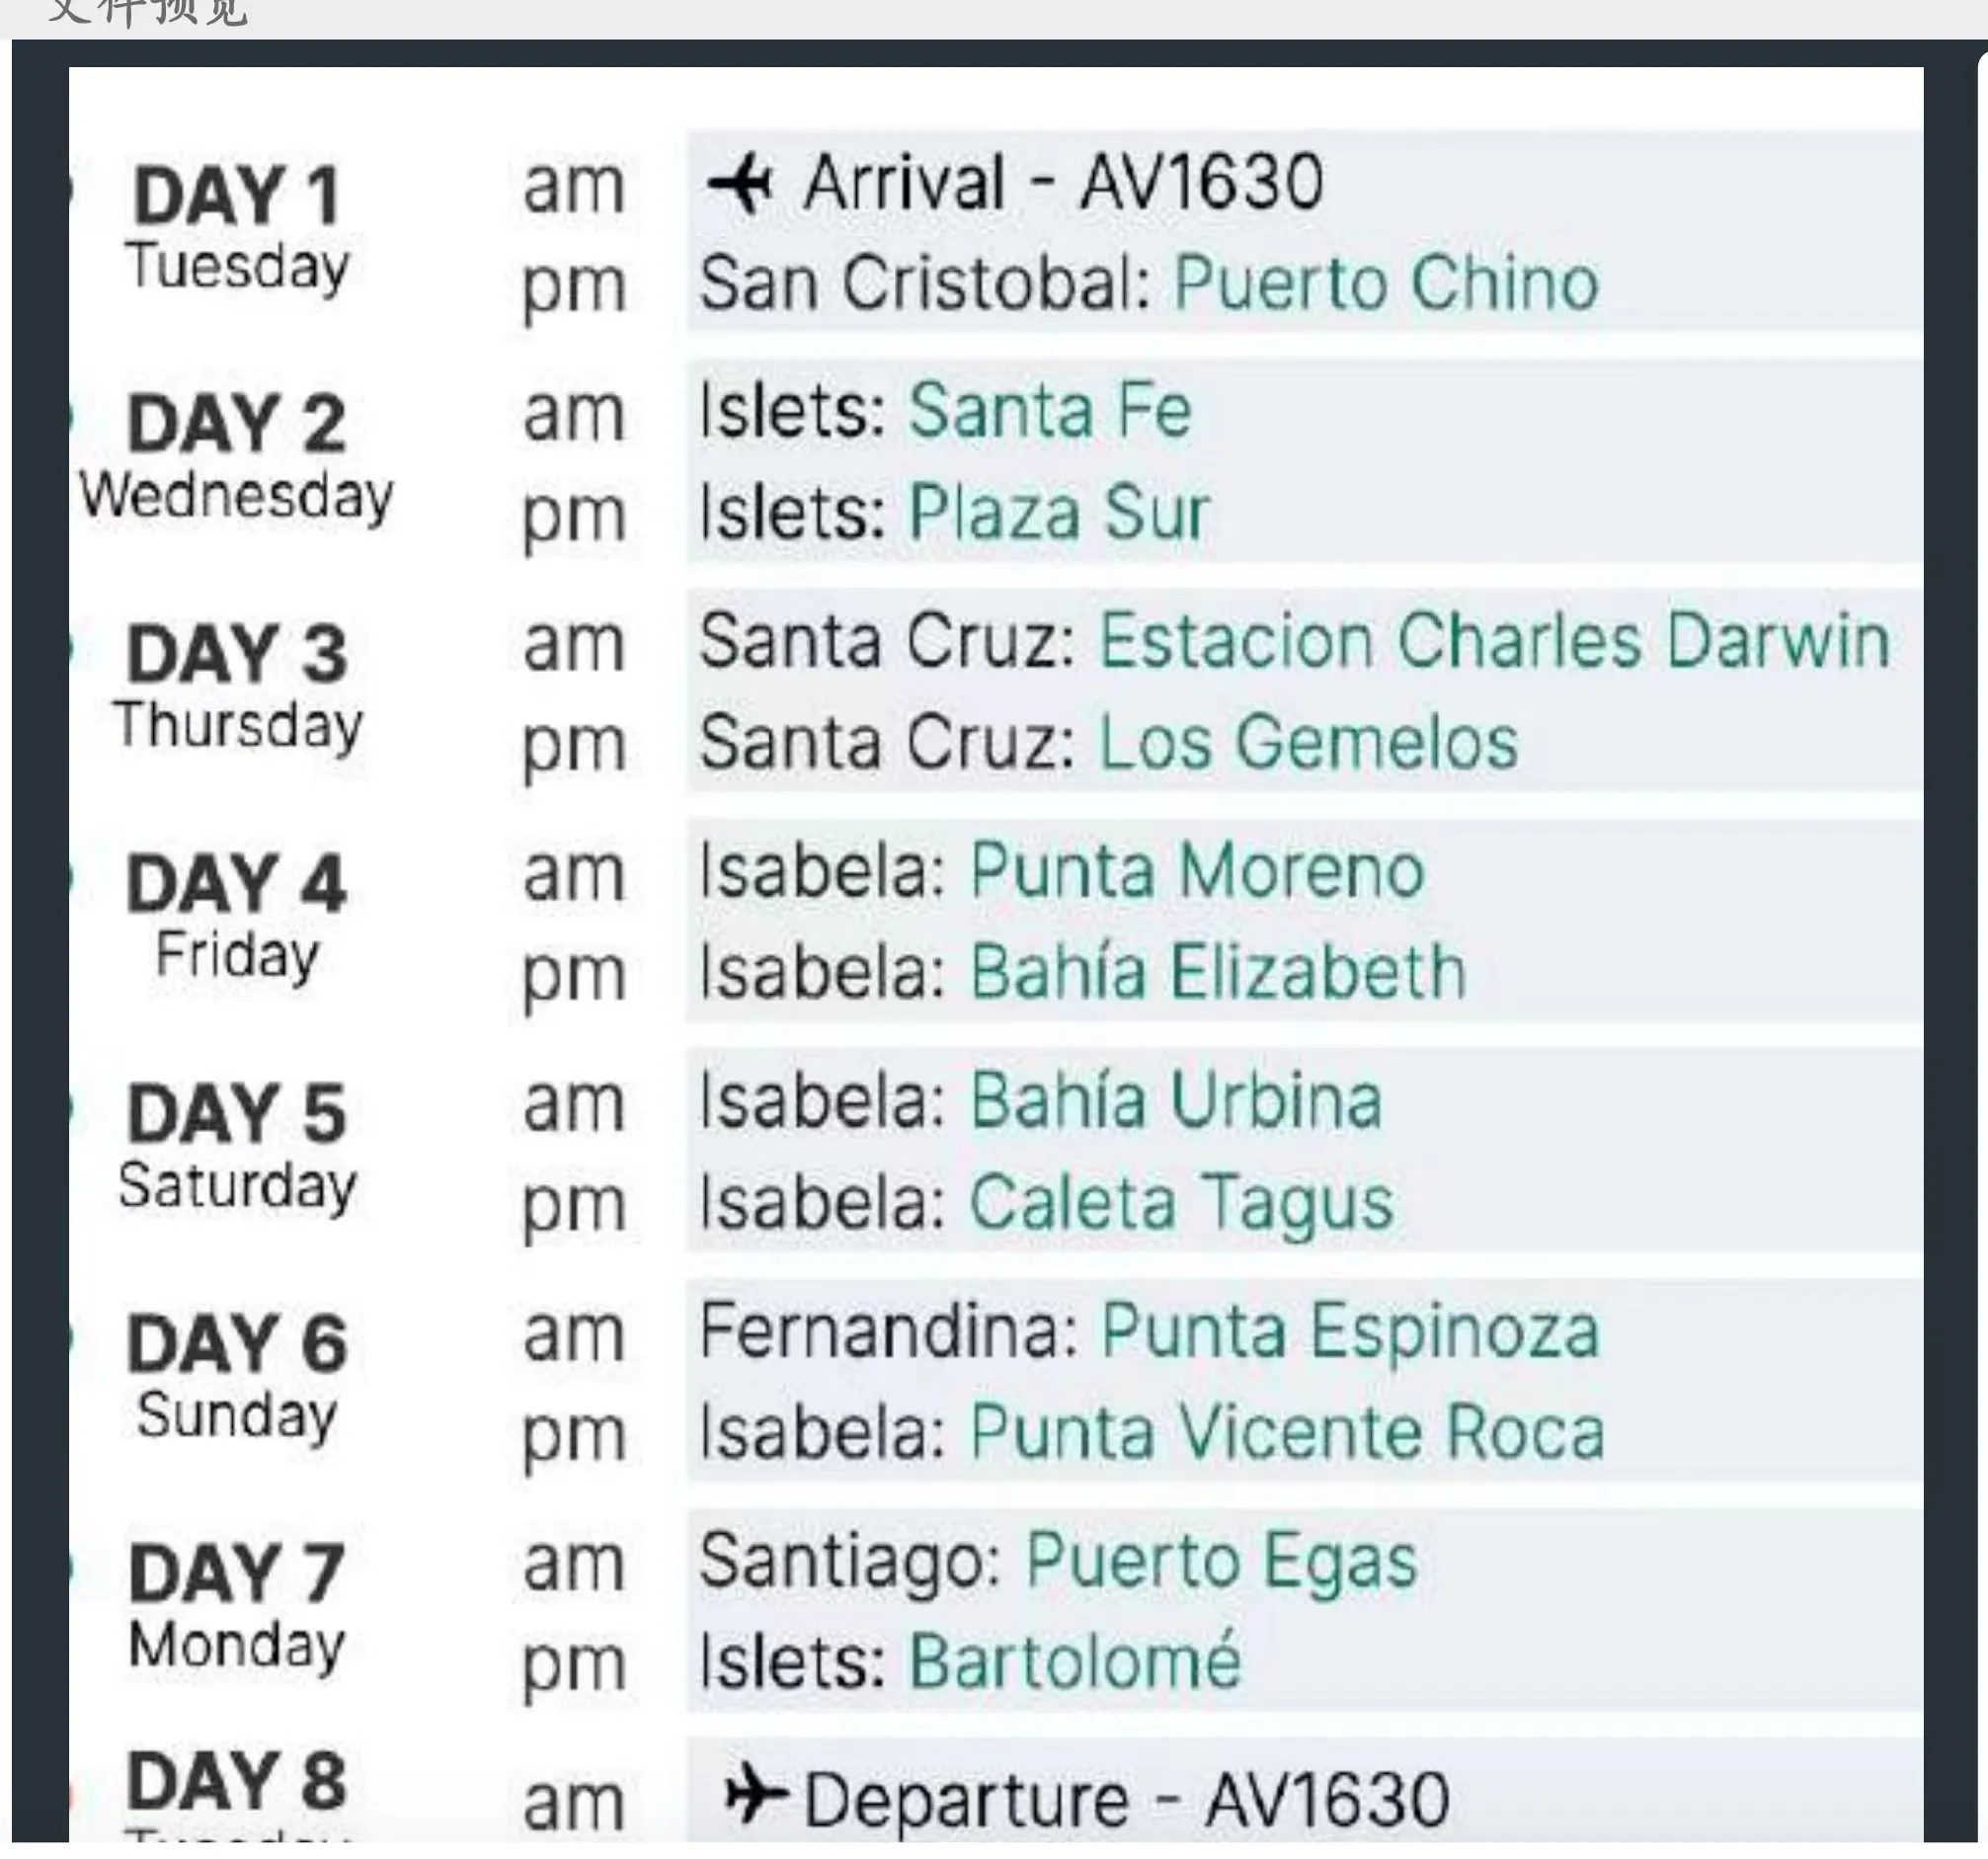 文件预览
DAY 1
Tuesday
am Arrival - AV1630
pm San Cristobal: Puerto Chino
DAY 2
Wednesday
am Islets: Santa Fe
pm Islets: Plaza Sur
DAY 3
Thursday
am Santa Cruz: Estacion Charles Darwin
pm Santa Cruz: Los Gemelos
DAY 4
Friday
am Isabela: Punta Moreno
pm Isabela: Bahía Elizabeth
DAY 5
Saturday
am Isabela: Bahía Urbina
pm Isabela: Caleta Tagus
DAY 6
Sunday
am Fernandina: Punta Espinoza
pm Isabela: Punta Vicente Roca
DAY 7
Monday
am Santiago: Puerto Egas
pm Islets: Bartolomé
DAY 8
Tuesday
am Departure - AV1630